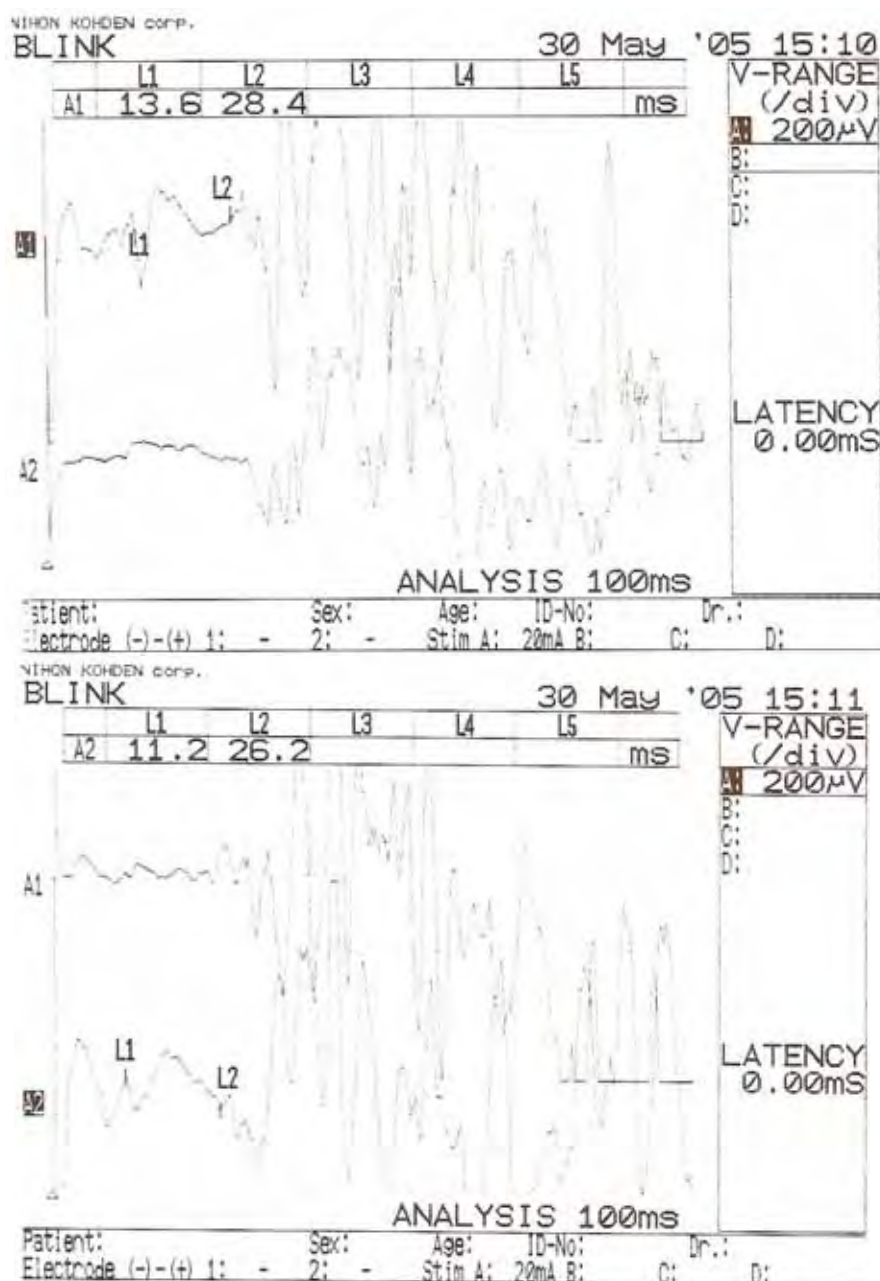 NIHON KOHDEN corp.
BLINK 30 May '05 15:10
L1 L2 L3 L4 L5 V-RANGE
A1 13.6 28.4 ms (/div)
A: 200μV
B:
C:
D:
L2
A1 L1
LATENCY
0.00mS
A2
ANALYSIS 100ms
Patient: Sex: Age: ID-No: Dr.:
Electrode (-)-(+) 1: - 2: - Stim A: 20mA B: C: D:
NIHON KOHDEN corp.
BLINK 30 May '05 15:11
L1 L2 L3 L4 L5 V-RANGE
A2 11.2 26.2 ms (/div)
A: 200μV
B:
C:
D:
A1
L1
L2
A2
LATENCY
0.00mS
ANALYSIS 100ms
Patient: Sex: Age: ID-No: Dr.:
Electrode (-)-(+) 1: - 2: - Stim A: 20mA B: C: D: